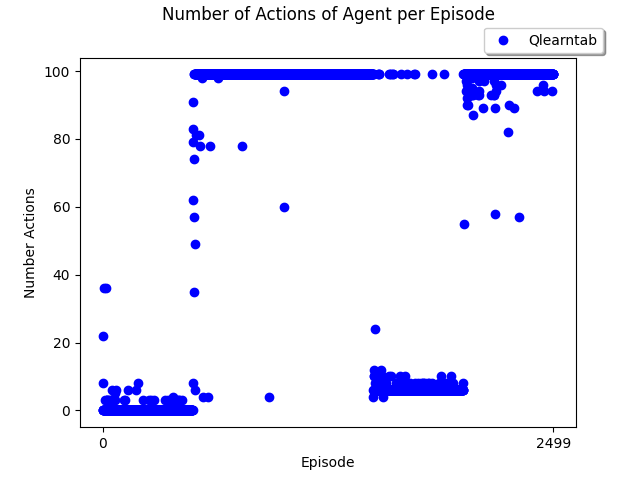 Number of Actions of Agent per Episode
Qlearntab
100
80
60
40
20
0
Number Actions
0
2499
Episode